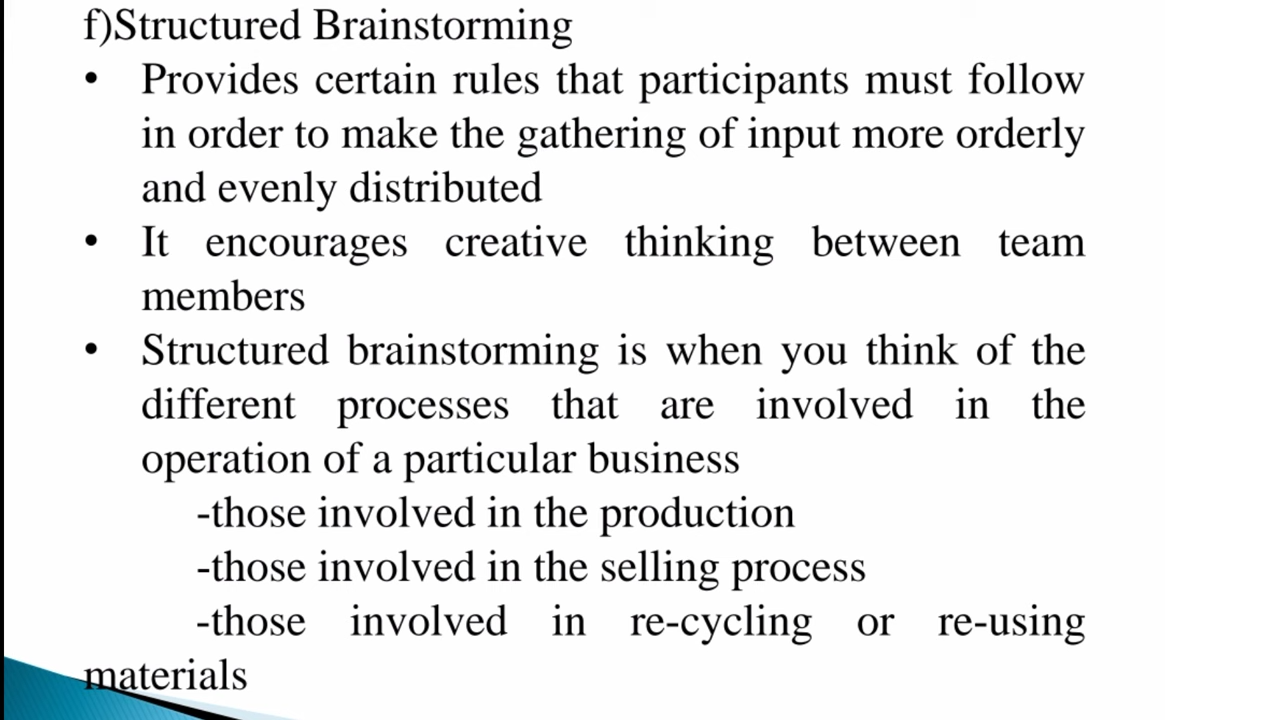 f)Structured Brainstorming
• Provides certain rules that participants must follow
in order to make the gathering of input more orderly
and evenly distributed
• It encourages creative thinking between team
members
• Structured brainstorming is when you think of the
different processes that are involved in the
operation of a particular business
-those involved in the production
-those involved in the selling process
-those involved in re-cycling or re-using
materials